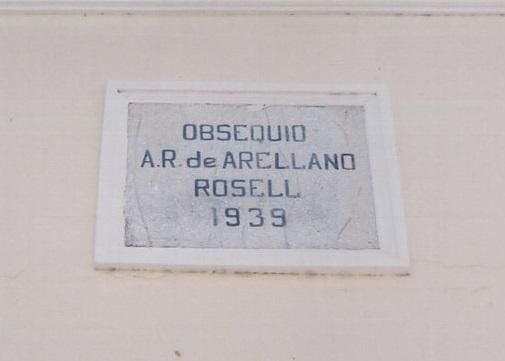 OBSEQUIO
A.R. de ARELLANO
ROSELL
1939